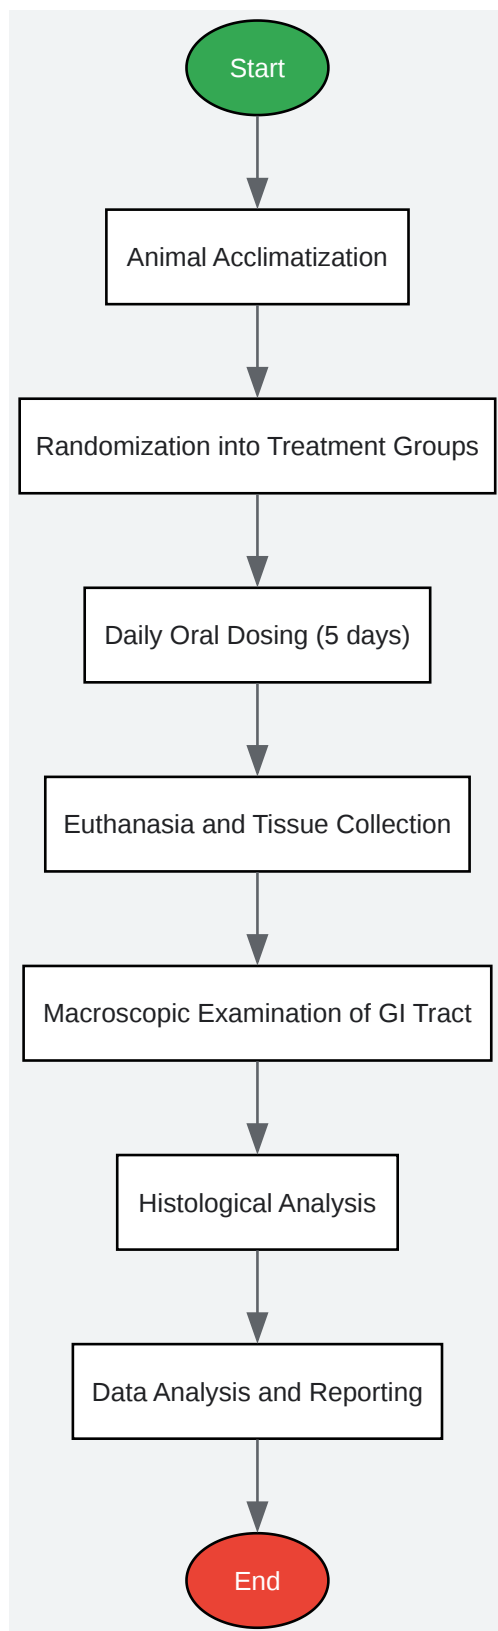 Start
Animal Acclimatization
Randomization into Treatment Groups
Daily Oral Dosing (5 days)
Euthanasia and Tissue Collection
Macroscopic Examination of GI Tract
Histological Analysis
Data Analysis and Reporting
End